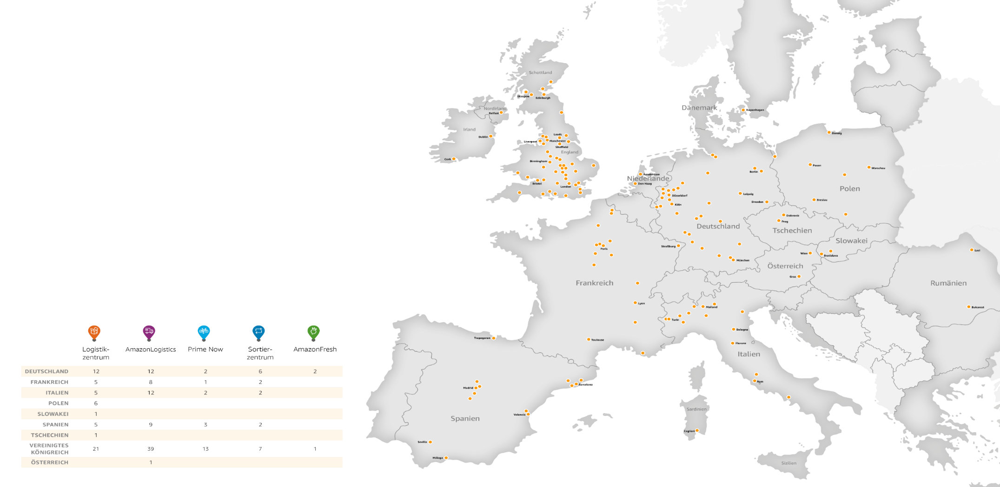 Logistik-
zentrum
AmazonLogistics
Prime Now
Sortier-
zentrum
AmazonFresh
DEUTSCHLAND 12 12 2 6 2
FRANKREICH 5 8 1 2
ITALIEN 5 12 2 2
POLEN 6
SLOWAKEI 1
SPANIEN 5 9 3 2
TSCHECHIEN 1
VEREINIGTES
KÖNIGREICH 21 39 13 7 1
ÖSTERREICH 1
Schottland
Glasgow
Edinburgh
Nordirland
Belfast
Irland
Dublin
Cork
Leeds
Liverpool
Manchester
Sheffield
England
Birmingham
Bristol
London
Dänemark
Kopenhagen
Danzig
Posen
Warschau
Polen
Breslau
Berlin
Amsterdam
Niederlande
Den Haag
Düsseldorf
Köln
Leipzig
Dresden
Dobroviz
Prag
Tschechien
Deutschland
Slowakei
Straßburg
Paris
München
Wien
Bratislava
Österreich
Graz
Lasi
Rumänien
Bukarest
Frankreich
Lyon
Mailand
Turin
Bologna
Florenz
Italien
Rom
Trapagaran
Toulouse
Barcelona
Madrid
Valencia
Spanien
Sevilla
Málaga
Sardinien
Cagliari
Sizilien